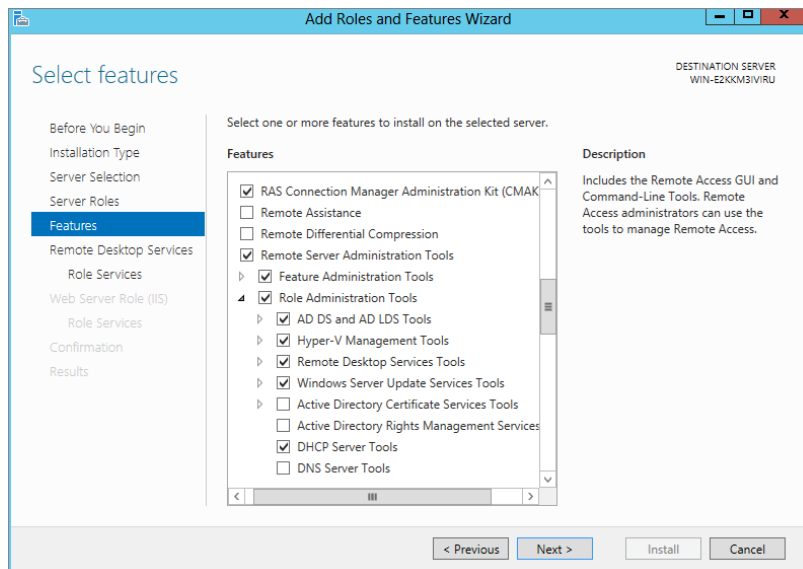 Add Roles and Features Wizard
Select features
DESTINATION SERVER
WIN-E2KKM3IVIRU
Before You Begin
Installation Type
Server Selection
Server Roles
Features
Remote Desktop Services
Role Services
Web Server Role (IIS)
Role Services
Confirmation
Results
Select one or more features to install on the selected server.
Features
RAS Connection Manager Administration Kit (CMAK
Remote Assistance
Remote Differential Compression
Remote Server Administration Tools
Feature Administration Tools
Role Administration Tools
AD DS and AD LDS Tools
Hyper-V Management Tools
Remote Desktop Services Tools
Windows Server Update Services Tools
Active Directory Certificate Services Tools
Active Directory Rights Management Services
DHCP Server Tools
DNS Server Tools
Description
Includes the Remote Access GUI and
Command-Line Tools. Remote
Access administrators can use the
tools to manage Remote Access.
< Previous
Next >
Install
Cancel